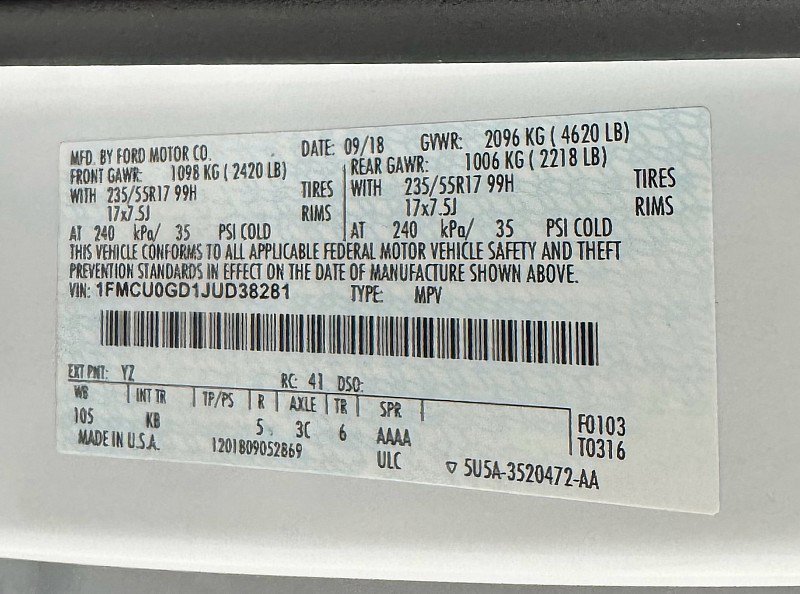 MFD. BY FORD MOTOR CO. DATE: 09/18 GVWR: 2096 KG ( 4620 LB)
FRONT GAWR: 1098 KG ( 2420 LB) REAR GAWR: 1006 KG ( 2218 LB)
WITH 235/55R17 99H TIRES WITH 235/55R17 99H TIRES
17x7.5J RIMS 17x7.5J RIMS
AT 240 kPa/ 35 PSI COLD AT 240 kPa/ 35 PSI COLD
THIS VEHICLE CONFORMS TO ALL APPLICABLE FEDERAL MOTOR VEHICLE SAFETY AND THEFT
PREVENTION STANDARDS IN EFFECT ON THE DATE OF MANUFACTURE SHOWN ABOVE.
VIN: 1FMCU0GD1JUD38281 TYPE: MPV
EXT PNT: YZ RC: 41 DSO:
WB INT TR TP/PS R AXLE TR SPR
105 KB 5 3C 6 AAAA F0103
MADE IN U.S.A. 1201809052869 ULC T0316
5U5A-3520472-AA